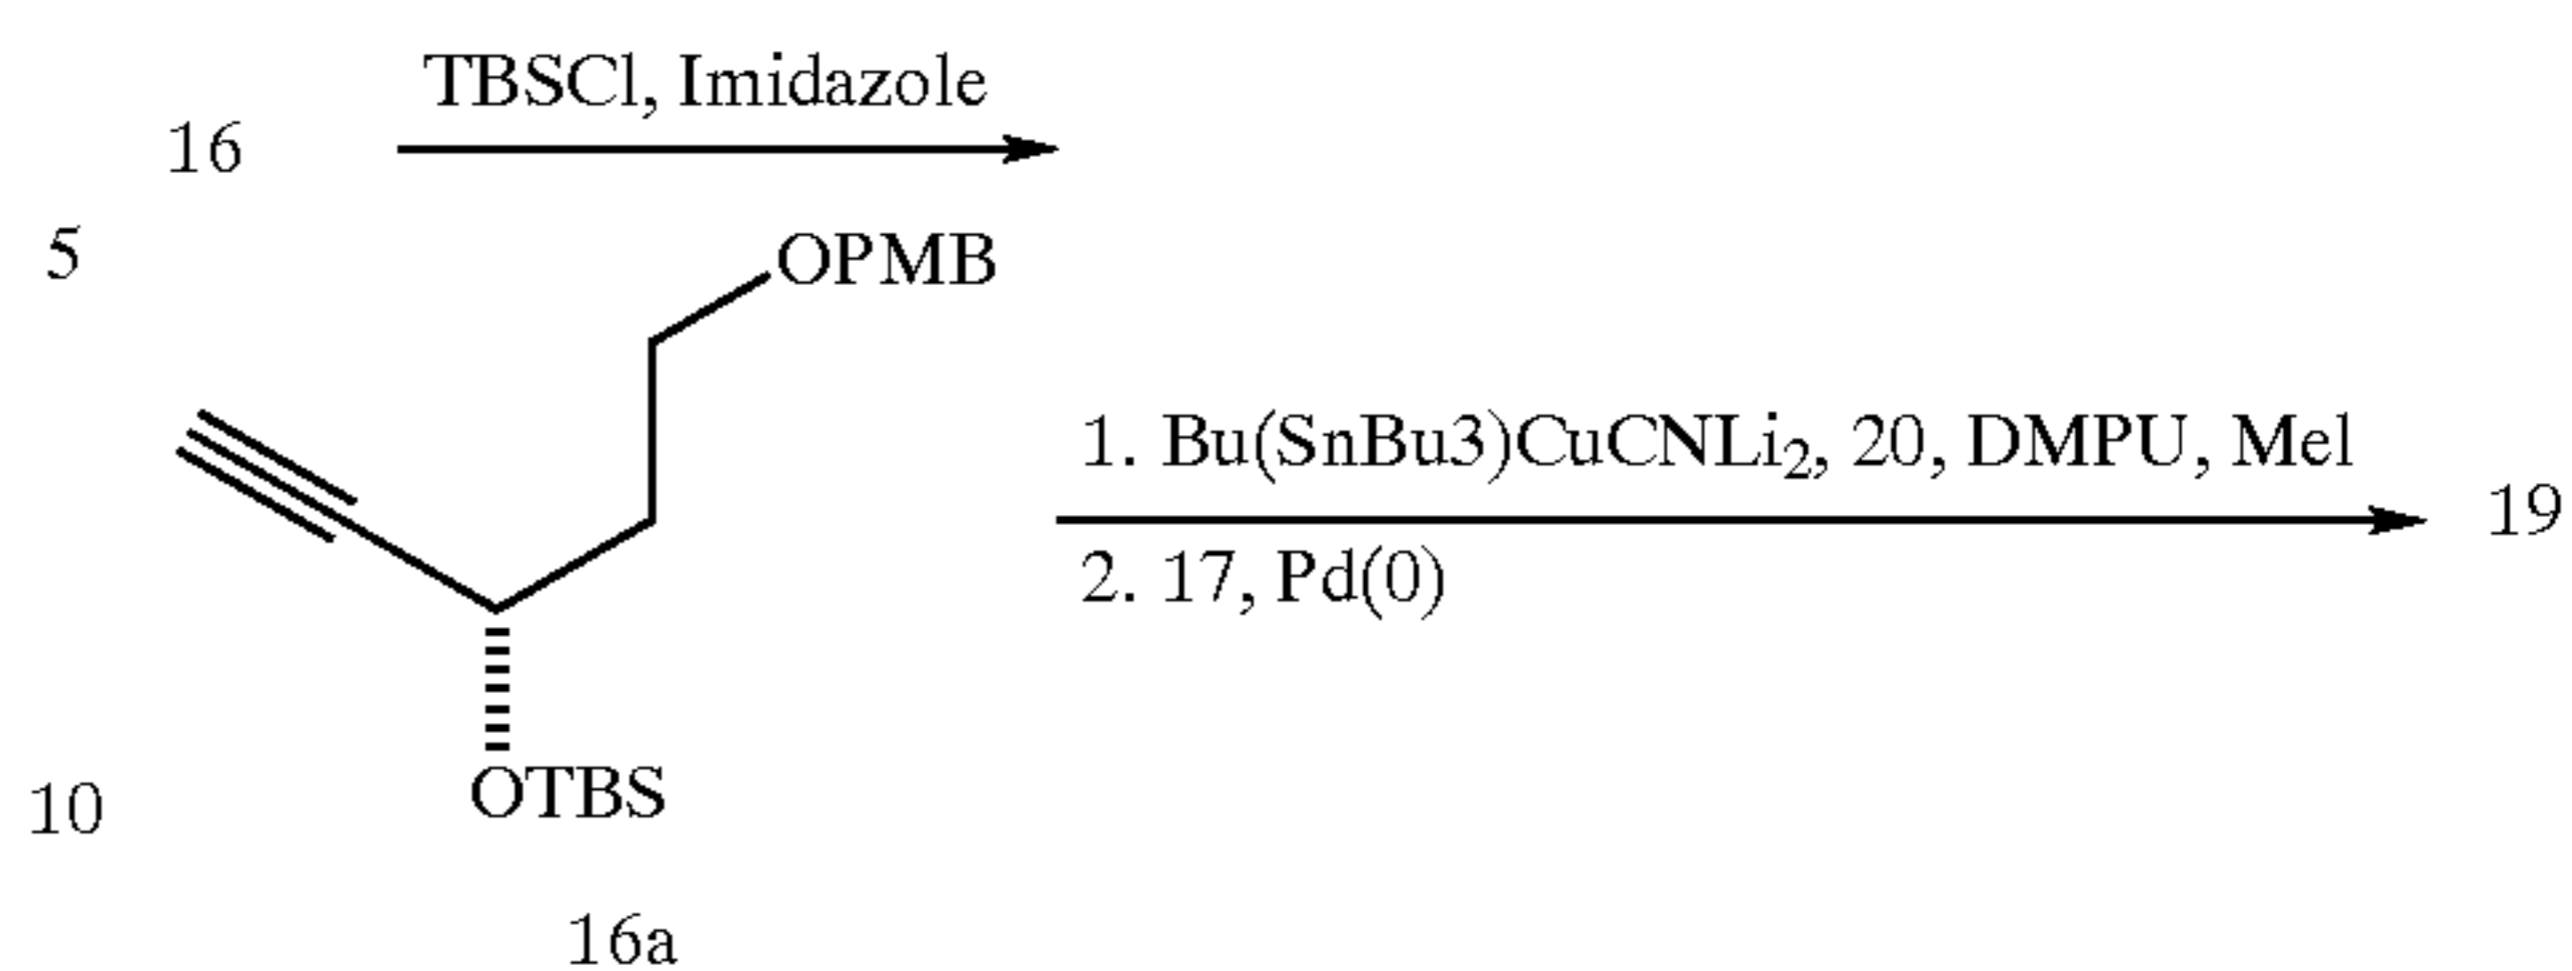 TBSCl, Imidazole
16
5
OPMB
1. Bu(SnBu3)CuCNLi₂, 20, DMPU, Mel
19
2. 17, Pd(0)
OTBS
10
16a